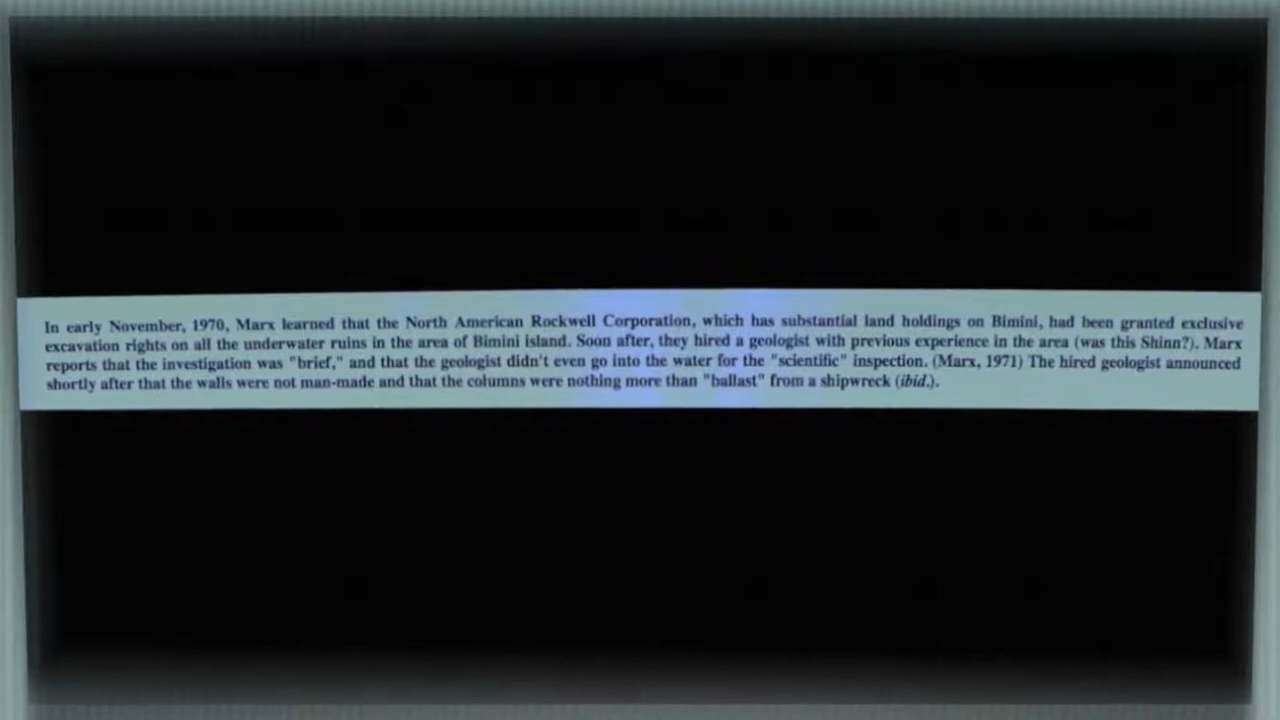 In early November, 1970, Marx learned that the North American Rockwell Corporation, which has substantial land holdings on Bimini, had been granted exclusive
excavation rights on all the underwater ruins in the area of Bimini island. Soon after, they hired a geologist with previous experience in the area (was this Shinn?). Marx
reports that the investigation was "brief," and that the geologist didn't even go into the water for the "scientific" inspection. (Marx, 1971) The hired geologist announced
shortly after that the walls were not man-made and that the columns were nothing more than "ballast" from a shipwreck (ibid.).